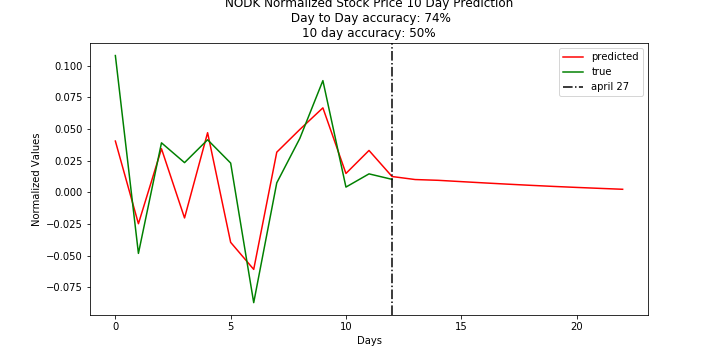 NODK Normalized Stock Price 10 Day Prediction
Day to Day accuracy: 74%
10 day accuracy: 50%
predicted
true
april 27
Normalized Values
0.100
0.075
0.050
0.025
0.000
−0.025
−0.050
−0.075
0 5 10 15 20
Days